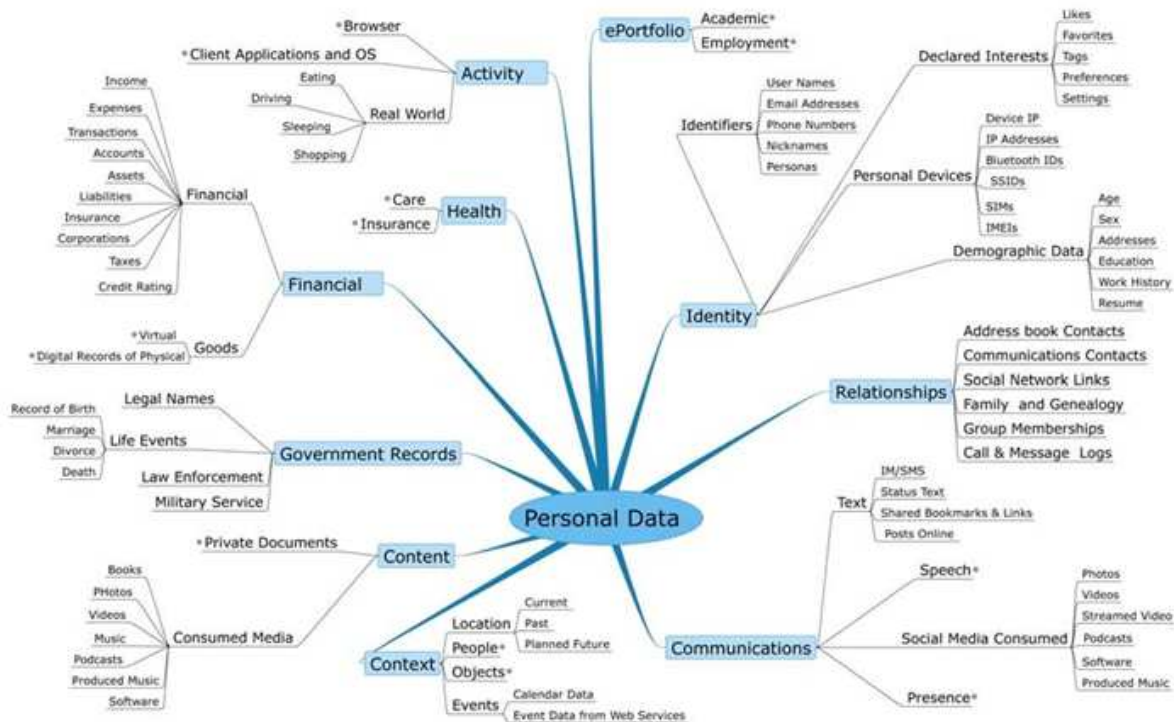 Personal Data
ePortfolio
Academic*
Employment*
Activity
*Browser
*Client Applications and OS
Real World
Eating
Driving
Sleeping
Shopping
Health
*Care
*Insurance
Financial
Financial
Income
Expenses
Transactions
Accounts
Assets
Liabilities
Insurance
Corporations
Taxes
Credit Rating
Goods
*Virtual
*Digital Records of Physical
Government Records
Legal Names
Life Events
Record of Birth
Marriage
Divorce
Death
Law Enforcement
Military Service
Content
*Private Documents
Consumed Media
Books
PHotos
Videos
Music
Podcasts
Produced Music
Software
Context
Location
Current
Past
Planned Future
People*
Objects*
Events
Calendar Data
Event Data from Web Services
Identity
Identifiers
User Names
Email Addresses
Phone Numbers
Nicknames
Personas
Declared Interests
Likes
Favorites
Tags
Preferences
Settings
Personal Devices
Device IP
IP Addresses
Bluetooth IDs
SSIDs
SIMs
IMEIs
Demographic Data
Age
Sex
Addresses
Education
Work History
Resume
Relationships
Address book Contacts
Communications Contacts
Social Network Links
Family and Genealogy
Group Memberships
Call & Message Logs
Communications
Text
IM/SMS
Status Text
Shared Bookmarks & Links
Posts Online
Speech*
Social Media Consumed
Photos
Videos
Streamed Video
Podcasts
Software
Produced Music
Presence*